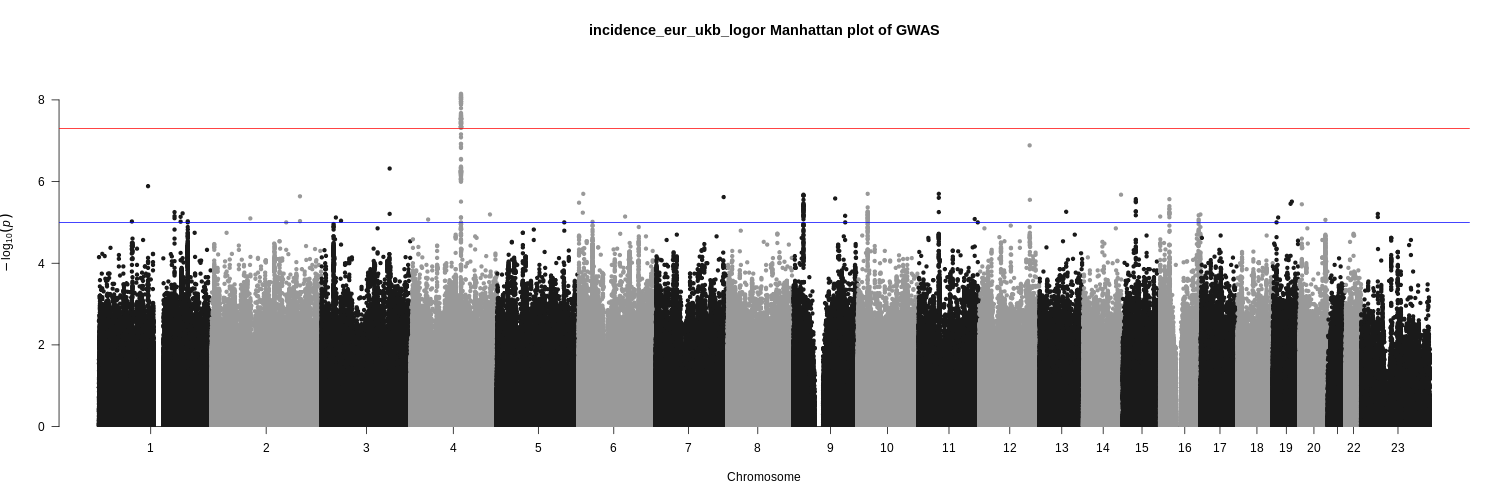 incidence_eur_ukb_logor Manhattan plot of GWAS
8
6
4
2
0
−log10(p)
1 2 3 4 5 6 7 8 9 10 11 12 13 14 15 16 17 18 19 20 22 23
Chromosome